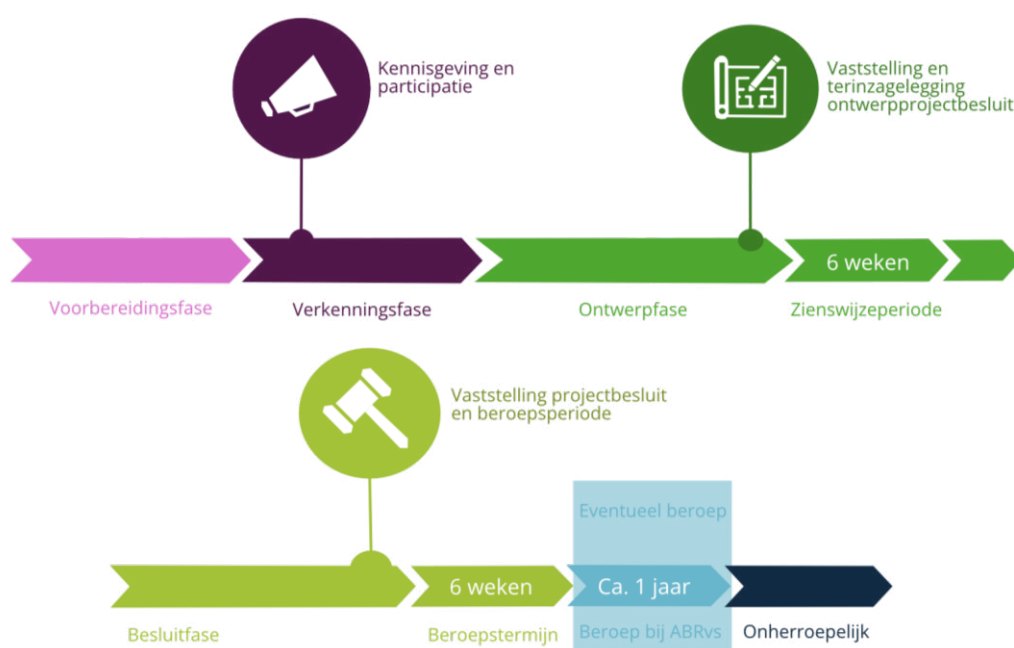 Kennisgeving en
participatie
Vaststelling en
terinzagelegging
ontwerpprojectbesluit
6 weken
Voorbereidingsfase
Verkenningsfase
Ontwerpfase
Zienswijzeperiode
Vaststelling projectbesluit
en beroepsperiode
Eventueel beroep
6 weken
Ca. 1 jaar
Besluitfase
Beroepstermijn
Beroep bij ABRvs
Onherroepelijk